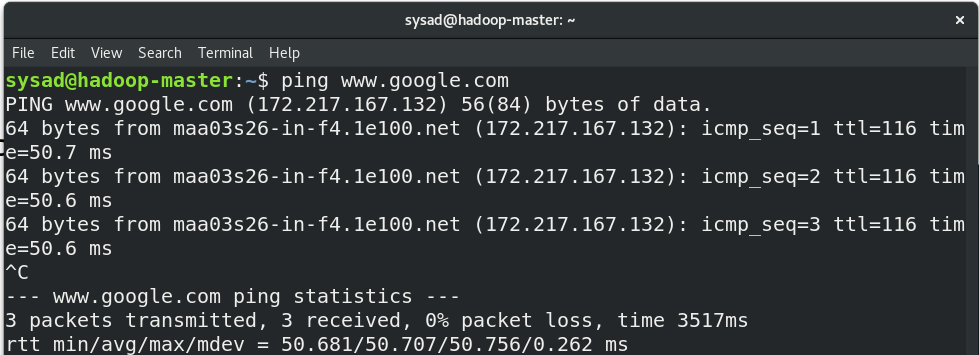 sysad@hadoop-master: ~
File Edit View Search Terminal Help
sysad@hadoop-master:~$ ping www.google.com
PING www.google.com (172.217.167.132) 56(84) bytes of data.
64 bytes from maa03s26-in-f4.1e100.net (172.217.167.132): icmp_seq=1 ttl=116 tim
e=50.7 ms
64 bytes from maa03s26-in-f4.1e100.net (172.217.167.132): icmp_seq=2 ttl=116 tim
e=50.6 ms
64 bytes from maa03s26-in-f4.1e100.net (172.217.167.132): icmp_seq=3 ttl=116 tim
e=50.6 ms
^C
--- www.google.com ping statistics ---
3 packets transmitted, 3 received, 0% packet loss, time 3517ms
rtt min/avg/max/mdev = 50.681/50.707/50.756/0.262 ms